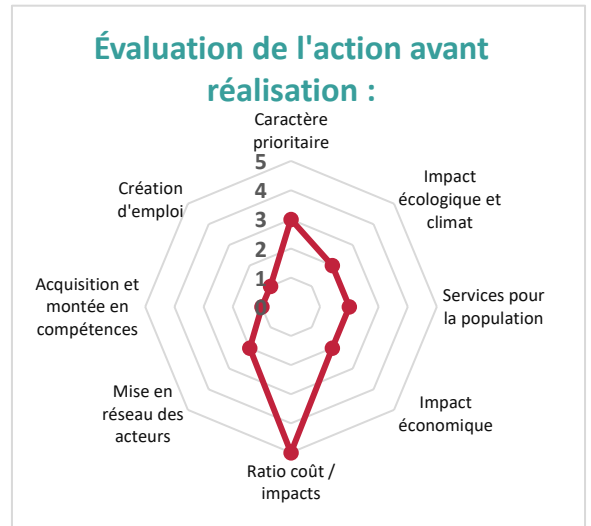 Évaluation de l'action avant
réalisation :
Caractère
prioritaire
Impact
écologique et
climat
Services pour
la population
Impact
économique
Ratio coût /
impacts
Mise en
réseau des
acteurs
Acquisition et
montée en
compétences
Création
d'emploi
5
4
3
2
1
0